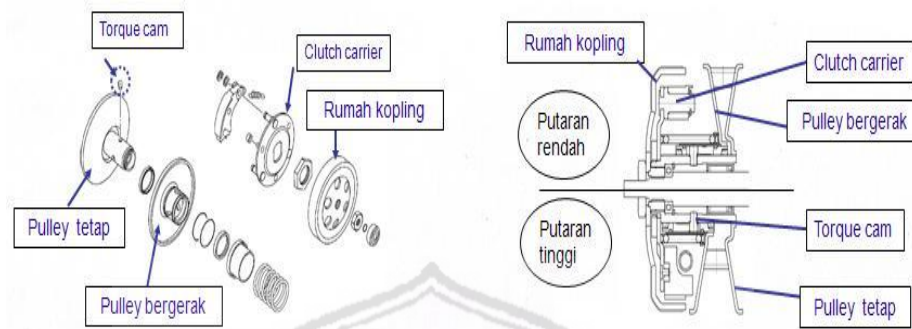 Torque cam
Clutch carrier
Rumah kopling
Pulley tetap
Pulley bergerak
Rumah kopling
Clutch carrier
Pulley bergerak
Putaran
rendah
Putaran
tinggi
Torque cam
Pulley tetap